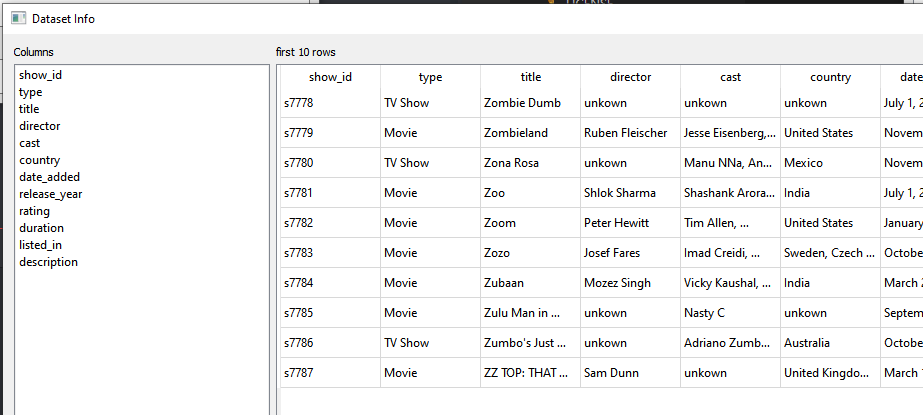 LICENSE
Dataset Info
Columns
first 10 rows
show_id
type
title
director
cast
country
date_added
release_year
rating
duration
listed_in
description
show_id type title director cast country date
s7778 TV Show Zombie Dumb unkown unkown unkown July 1, 2
s7779 Movie Zombieland Ruben Fleischer Jesse Eisenberg,... United States Novem
s7780 TV Show Zona Rosa unkown Manu NNa, An... Mexico Novem
s7781 Movie Zoo Shlok Sharma Shashank Arora... India July 1, 2
s7782 Movie Zoom Peter Hewitt Tim Allen, ... United States January
s7783 Movie Zozo Josef Fares Imad Creidi, ... Sweden, Czech ... Octobe
s7784 Movie Zubaan Mozez Singh Vicky Kaushal, ... India March 2
s7785 Movie Zulu Man in ... unkown Nasty C unkown Septem
s7786 TV Show Zumbo's Just ... unkown Adriano Zumb... Australia Octobe
s7787 Movie ZZ TOP: THAT ... Sam Dunn unkown United Kingdo... March 1